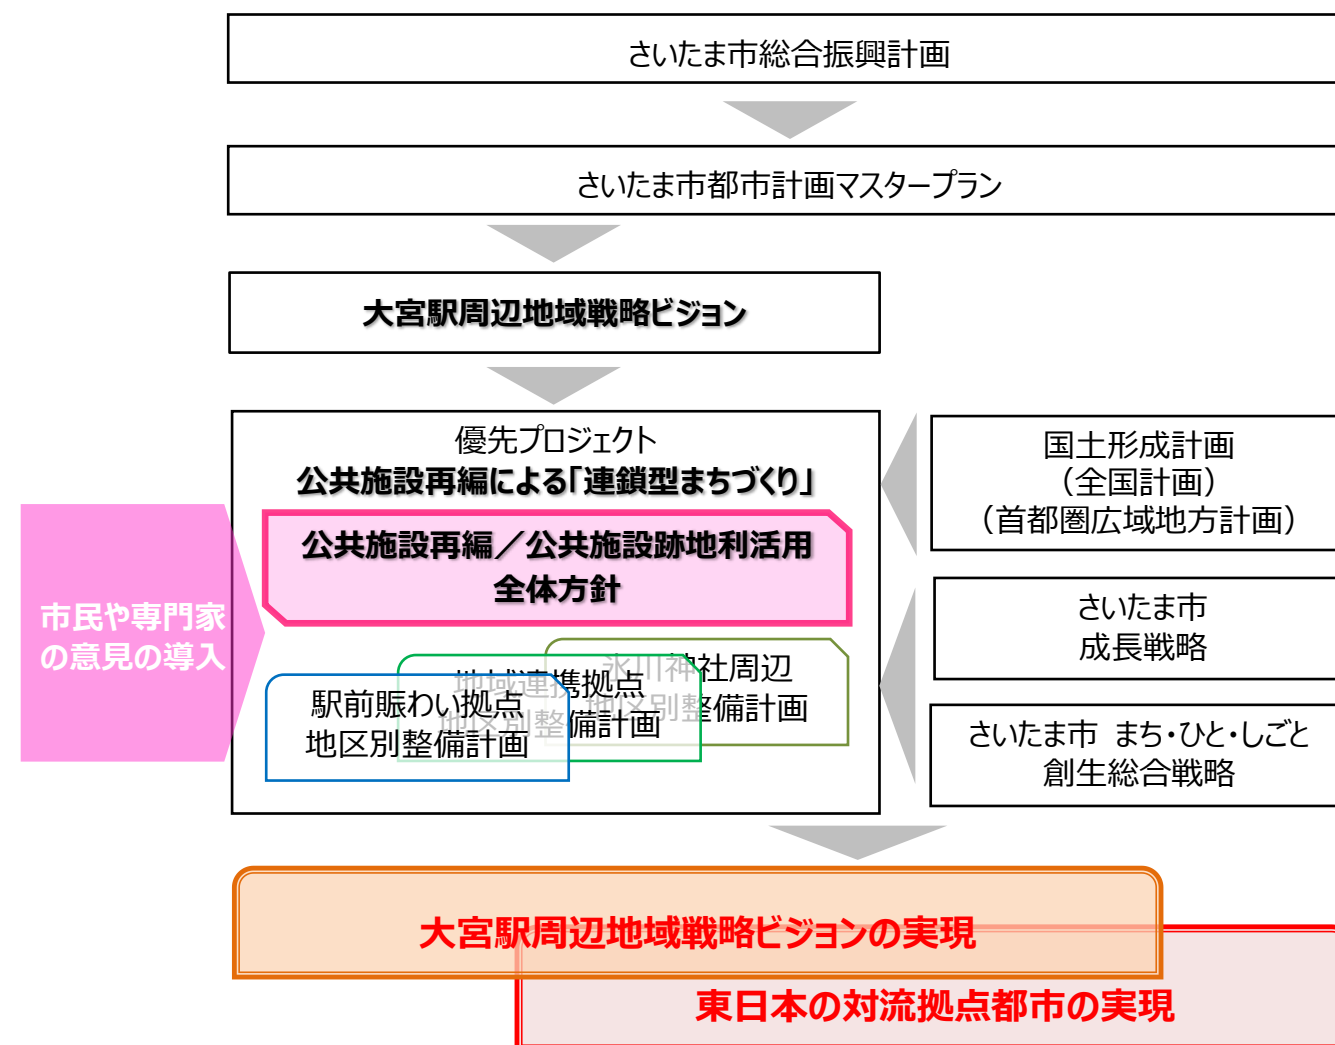 さいたま市総合振興計画
さいたま市都市計画マスタープラン
大宮駅周辺地域戦略ビジョン
優先プロジェクト
公共施設再編による「連鎖型まちづくり」
公共施設再編／公共施設跡地利活用
全体方針
市民や専門家
の意見の導入
駅前賑わい拠点
地区別整備計画
地域連携拠点
地区別整備計画
氷川神社周辺
地区別整備計画
国土形成計画
（全国計画）
（首都圏広域地方計画）
さいたま市
成長戦略
さいたま市 まち・ひと・しごと
創生総合戦略
大宮駅周辺地域戦略ビジョンの実現
東日本の対流拠点都市の実現